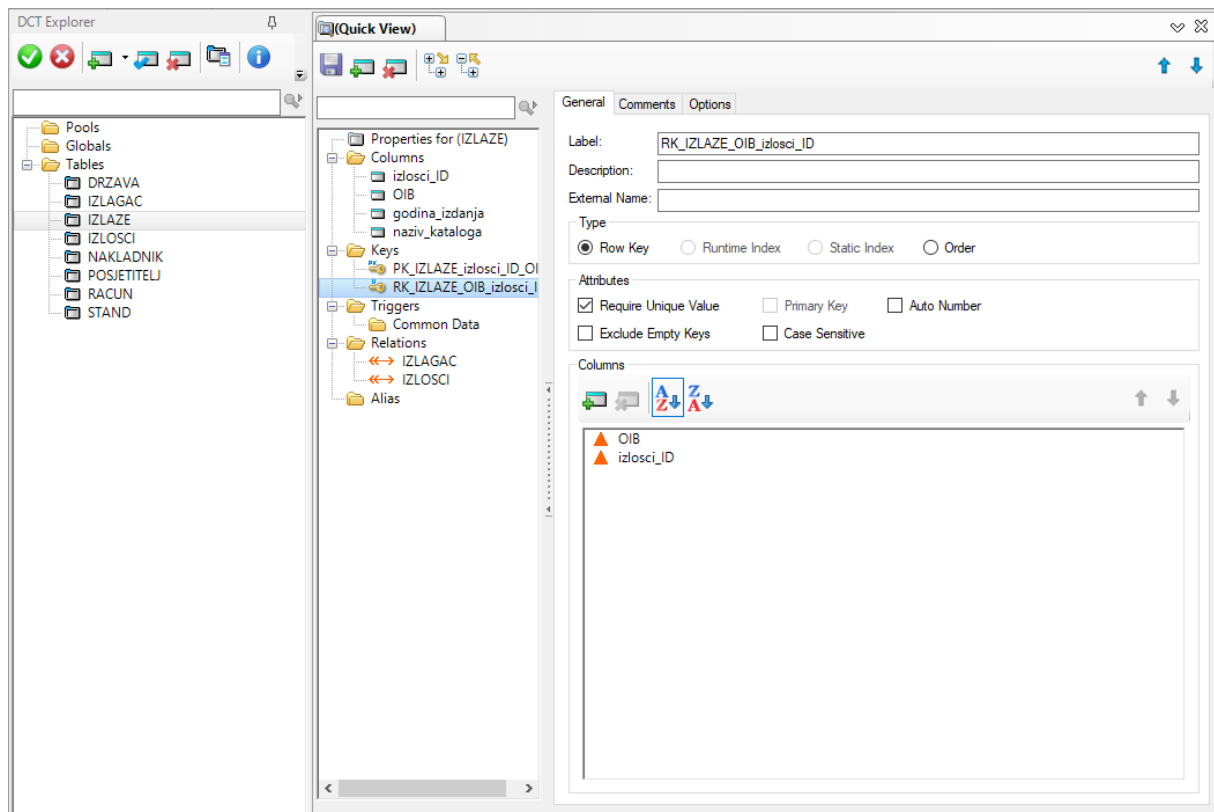 DCT Explorer
Pools
Globals
Tables
DRZAVA
IZLAGAC
IZLAZE
IZLOSCI
NAKLADNIK
POSJETITELJ
RACUN
STAND
(Quick View)
Properties for (IZLAZE)
Columns
izlosci_ID
OIB
godina_izdanja
naziv_kataloga
Keys
PK_IZLAZE_izlosci_ID_OI
RK_IZLAZE_OIB_izlosci_I
Triggers
Common Data
Relations
IZLAGAC
IZLOSCI
Alias
General Comments Options
Label: RK_IZLAZE_OIB_izlosci_ID
Description:
External Name:
Type
Row Key Runtime Index Static Index Order
Attributes
Require Unique Value Primary Key Auto Number
Exclude Empty Keys Case Sensitive
Columns
OIB
izlosci_ID